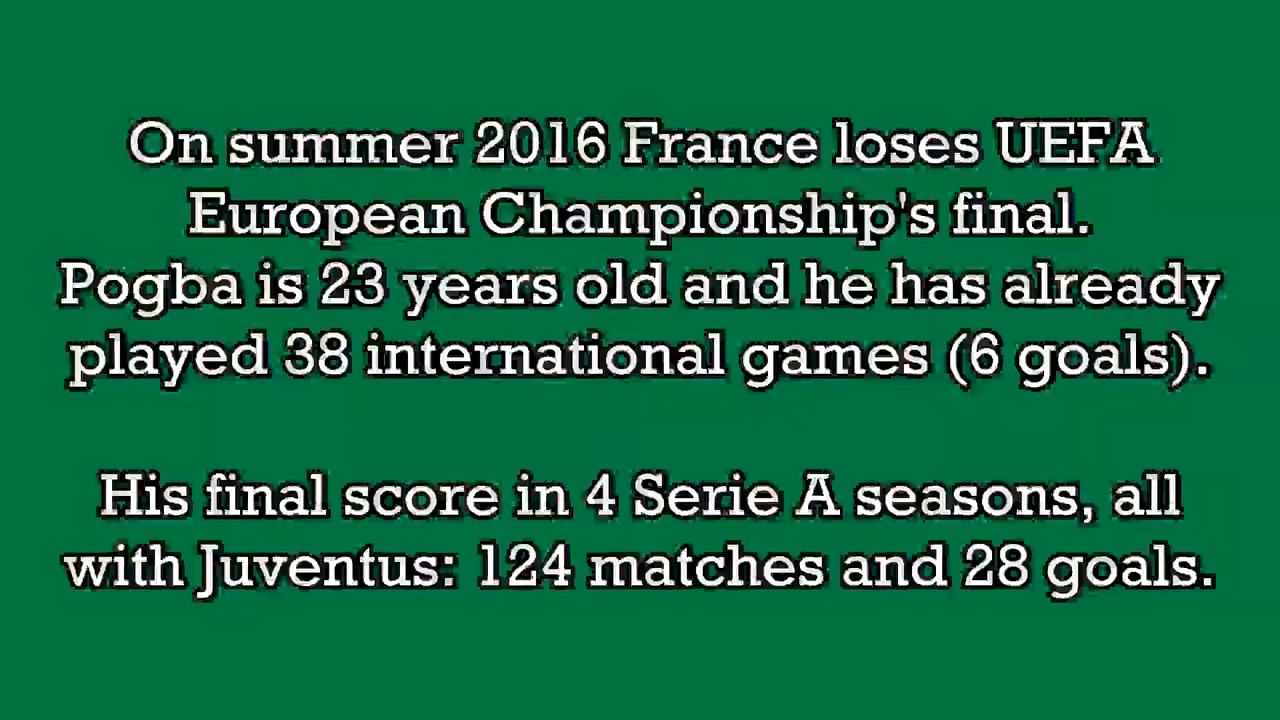 On summer 2016 France loses UEFA
European Championship's final.
Pogba is 23 years old and he has already
played 38 international games (6 goals).
His final score in 4 Serie A seasons, all
with Juventus: 124 matches and 28 goals.